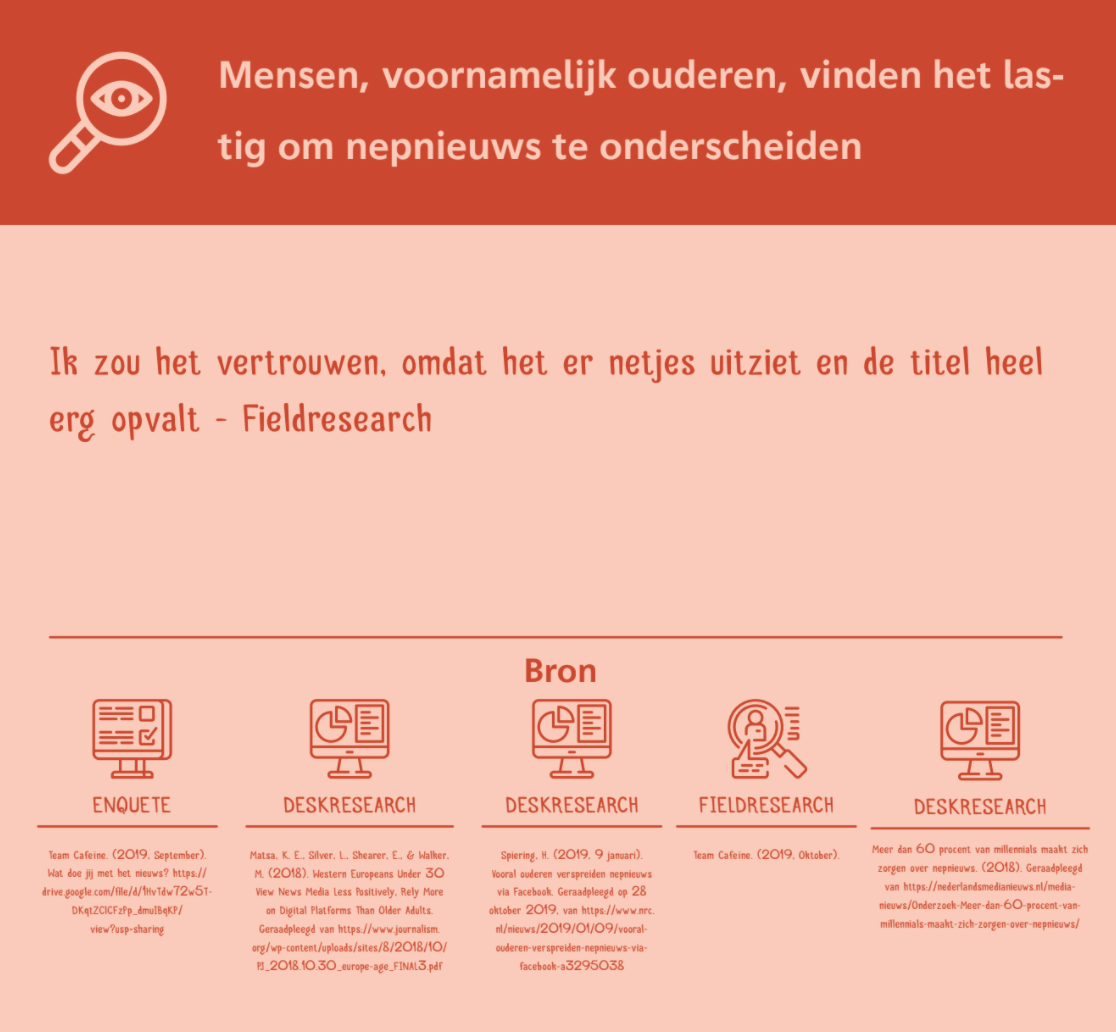 Mensen, voornamelijk ouderen, vinden het las-
tig om nepnieuws te onderscheiden
Ik zou het vertrouwen, omdat het er netjes uitziet en de titel heel
erg opvalt - Fieldresearch
Bron
ENQUETE
Team Cafeine. (2019, September).
Wat doe jij met het nieuws? https://
drive.google.com/file/d/1HvTdw72w5T-
DKqtZClCFzPp_dmulBqKP/
view?usp=sharing
DESKRESEARCH
Matsa, K. E., Silver, L., Shearer, E., & Walker,
M. (2018). Western Europeans Under 30
View News Media Less Positively, Rely More
on Digital Platforms Than Older Adults.
Geraadpleegd van https://www.journalism.
org/wp-content/uploads/sites/8/2018/10/
PJ_2018.10.30_europe-age_FINAL3.pdf
DESKRESEARCH
Spiering, H. (2019, 9 januari).
Vooral ouderen verspreiden nepnieuws
via Facebook. Geraadpleegd op 28
oktober 2019, van https://www.nrc.
nl/nieuws/2019/01/09/vooral-
ouderen-verspreiden-nepnieuws-via-
facebook-a3295038
FIELDRESEARCH
Team Cafeine. (2019, Oktober).
DESKRESEARCH
Meer dan 60 procent van millennials maakt zich
zorgen over nepnieuws. (2018). Geraadpleegd
van https://nederlandsmedianieuws.nl/media-
nieuws/Onderzoek-Meer-dan-60-procent-van-
millennials-maakt-zich-zorgen-over-nepnieuws/